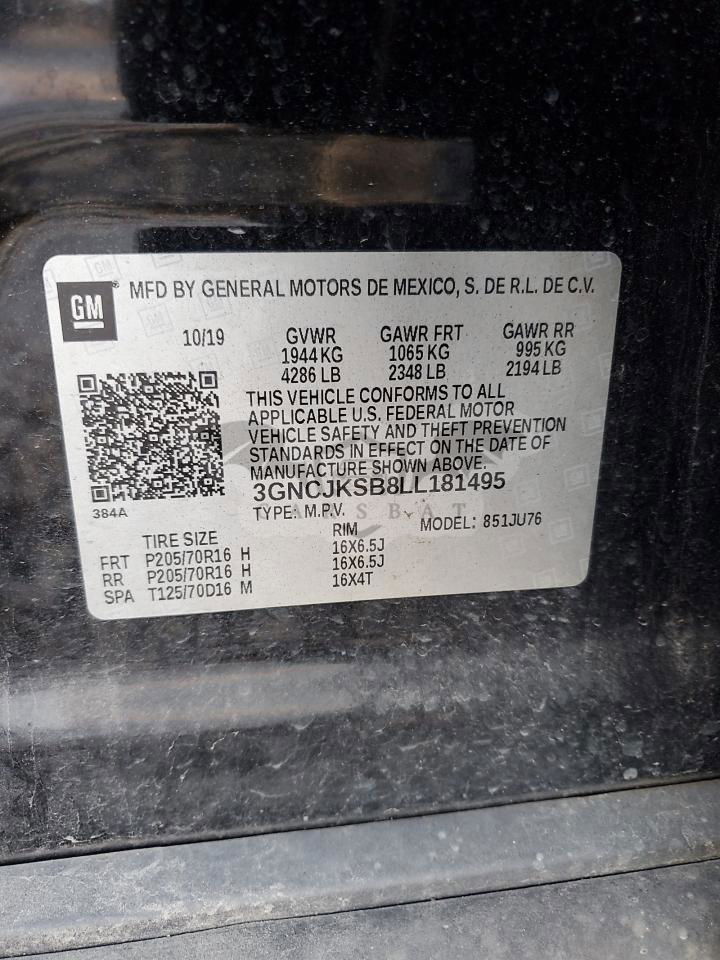 GM
MFD BY GENERAL MOTORS DE MEXICO, S. DE R.L. DE C.V.
10/19 GVWR GAWR FRT GAWR RR
1944 KG 1065 KG 995 KG
4286 LB 2348 LB 2194 LB
THIS VEHICLE CONFORMS TO ALL
APPLICABLE U.S. FEDERAL MOTOR
VEHICLE SAFETY AND THEFT PREVENTION
STANDARDS IN EFFECT ON THE DATE OF
MANUFACTURE SHOWN ABOVE.
3GNCJKSB8LL181495
384A
TYPE: M.P.V. MODEL: 851JU76
TIRE SIZE RIM
FRT P205/70R16 H 16X6.5J
RR P205/70R16 H 16X6.5J
SPA T125/70D16 M 16X4T